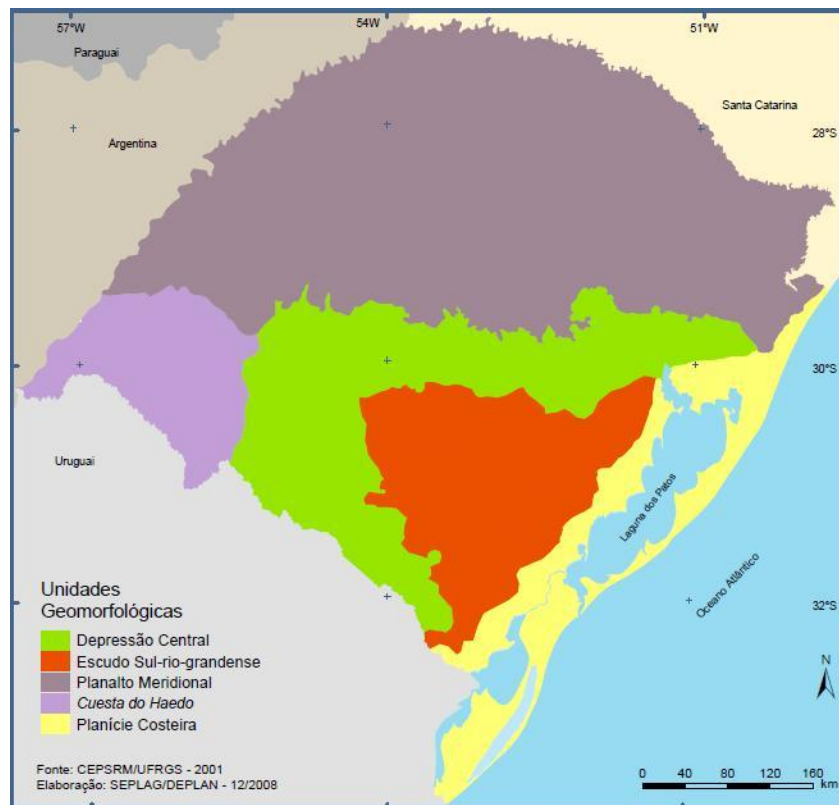 57°W
54°W
51°W
Paraguai
Santa Catarina
28°S
Argentina
30°S
Uruguai
Laguna dos Patos
Oceano Atlântico
32°S
Unidades
Geomorfológicas
Depressão Central
Escudo Sul-rio-grandense
Planalto Meridional
Cuesta do Haedo
Planície Costeira
N
Fonte: CEPSRM/UFRGS - 2001
Elaboração: SEPLAG/DEPLAN - 12/2008
0 40 80 120 160
km